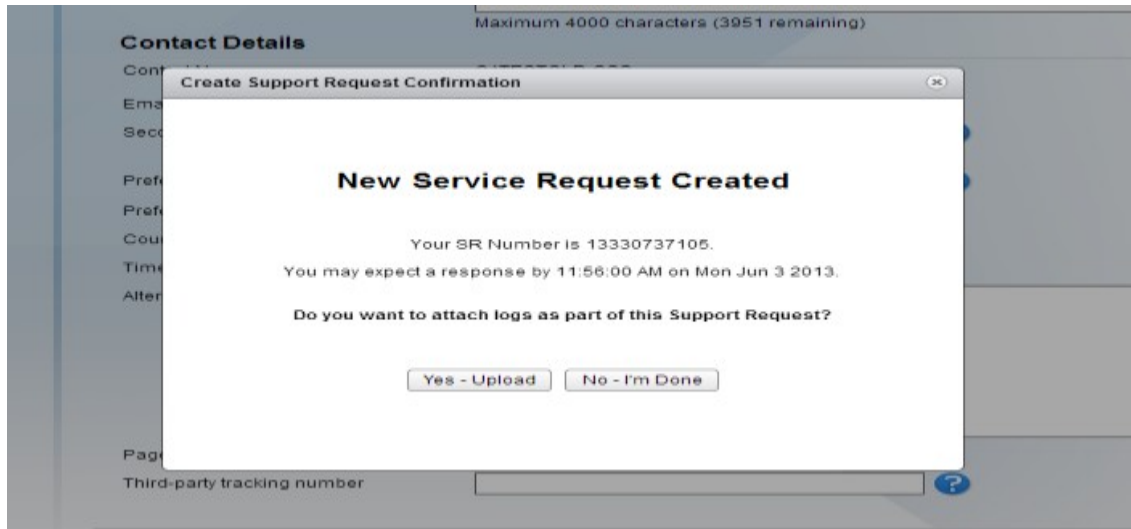 Maximum 4000 characters (3951 remaining)
Contact Details
Create Support Request Confirmation
New Service Request Created
Your SR Number is 13330737105.
You may expect a response by 11:56:00 AM on Mon Jun 3 2013.
Do you want to attach logs as part of this Support Request?
Yes - Upload No - I'm Done
Third-party tracking number